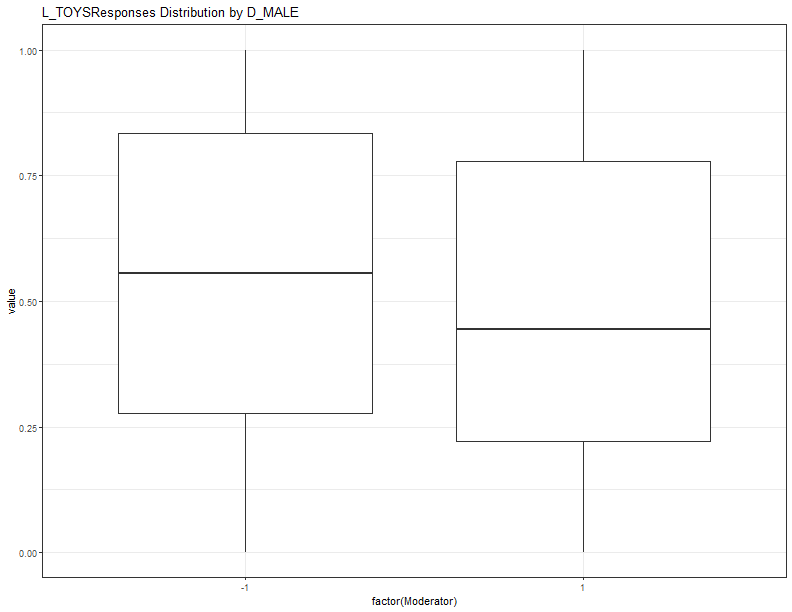 L_TOYSResponses Distribution by D_MALE
1.00
0.75
0.50
0.25
0.00
value
-1 1
factor(Moderator)